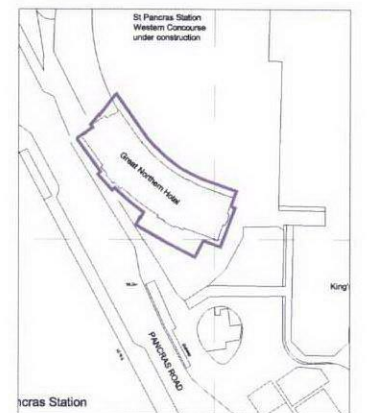 St Pancras Station
Western Concourse
under construction
Great Northern Hotel
King'
PANCRAS ROAD
ncras Station